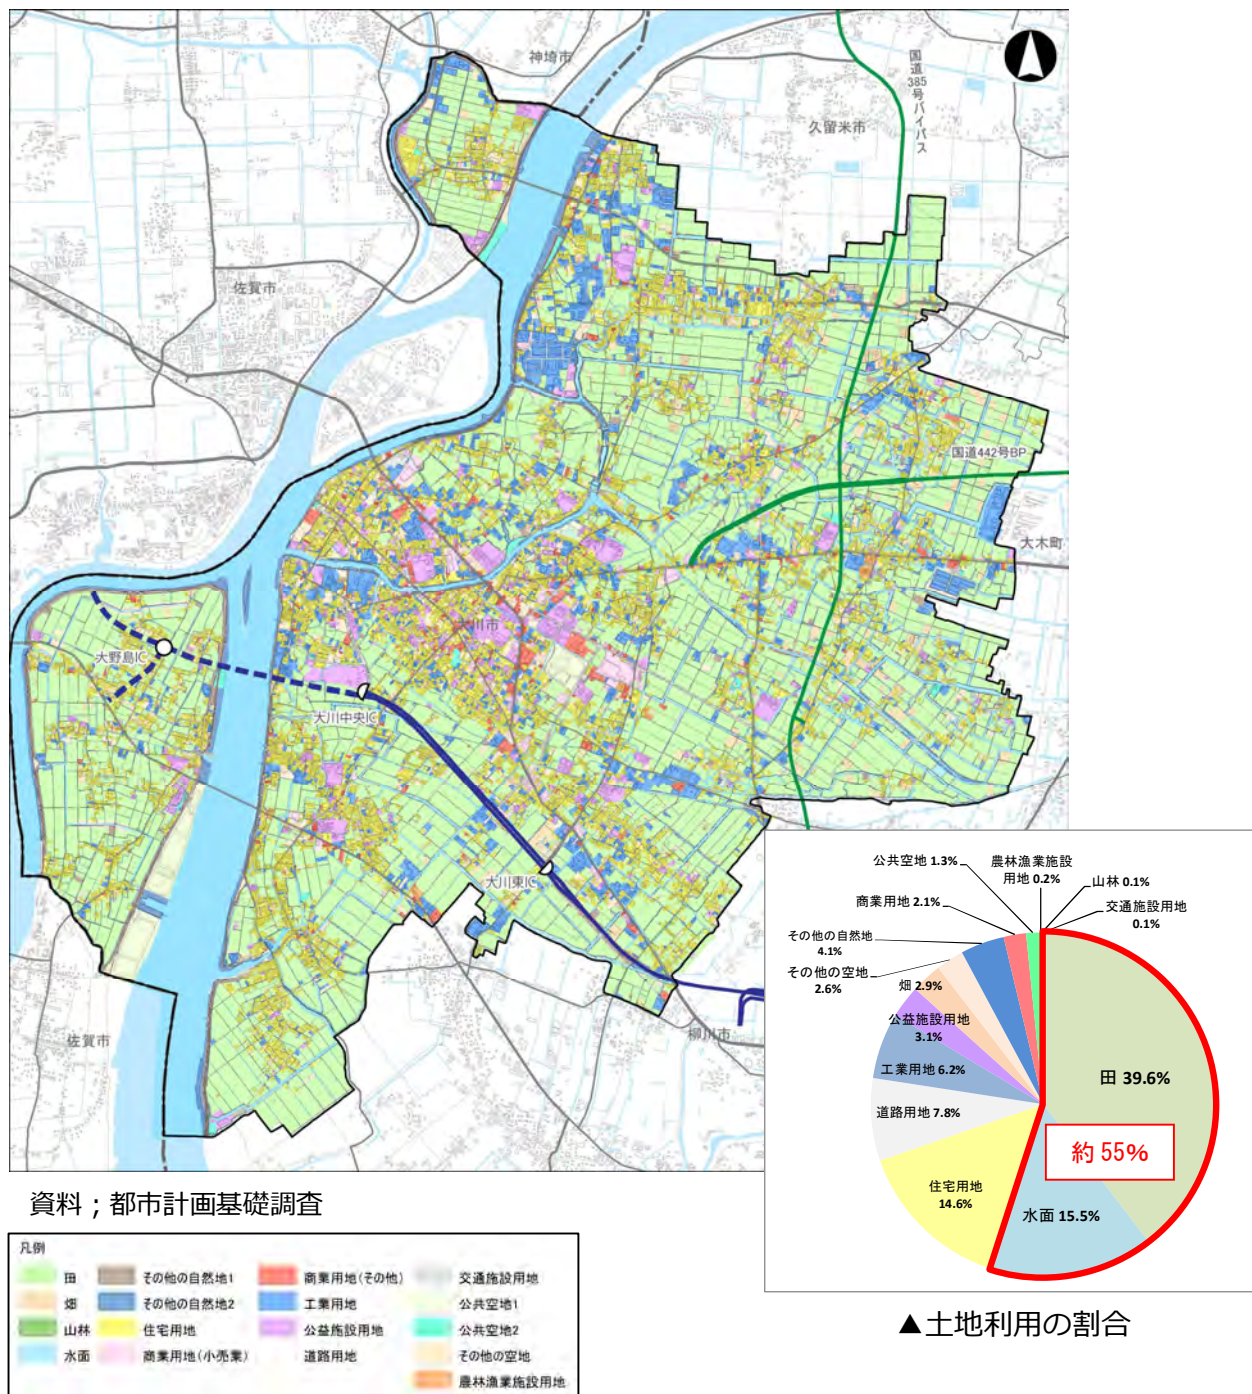 神埼市
久留米市
国道385号バイパス
佐賀市
国道442号BP
大木町
大川市
大野島IC
大川中央IC
大川東IC
柳川市
佐賀市
公共空地 1.3%
農林漁業施設
用地 0.2%
山林 0.1%
商業用地 2.1%
交通施設用地
0.1%
その他の自然地
4.1%
その他の空地
2.6%
畑 2.9%
公益施設用地
3.1%
工業用地 6.2%
田 39.6%
道路用地 7.8%
約 55%
住宅用地
14.6%
水面 15.5%
▲土地利用の割合
資料；都市計画基礎調査
凡例
田
その他の自然地1
商業用地(その他)
交通施設用地
畑
その他の自然地2
工業用地
公共空地1
山林
住宅用地
公益施設用地
公共空地2
水面
商業用地(小売業)
道路用地
その他の空地
農林漁業施設用地